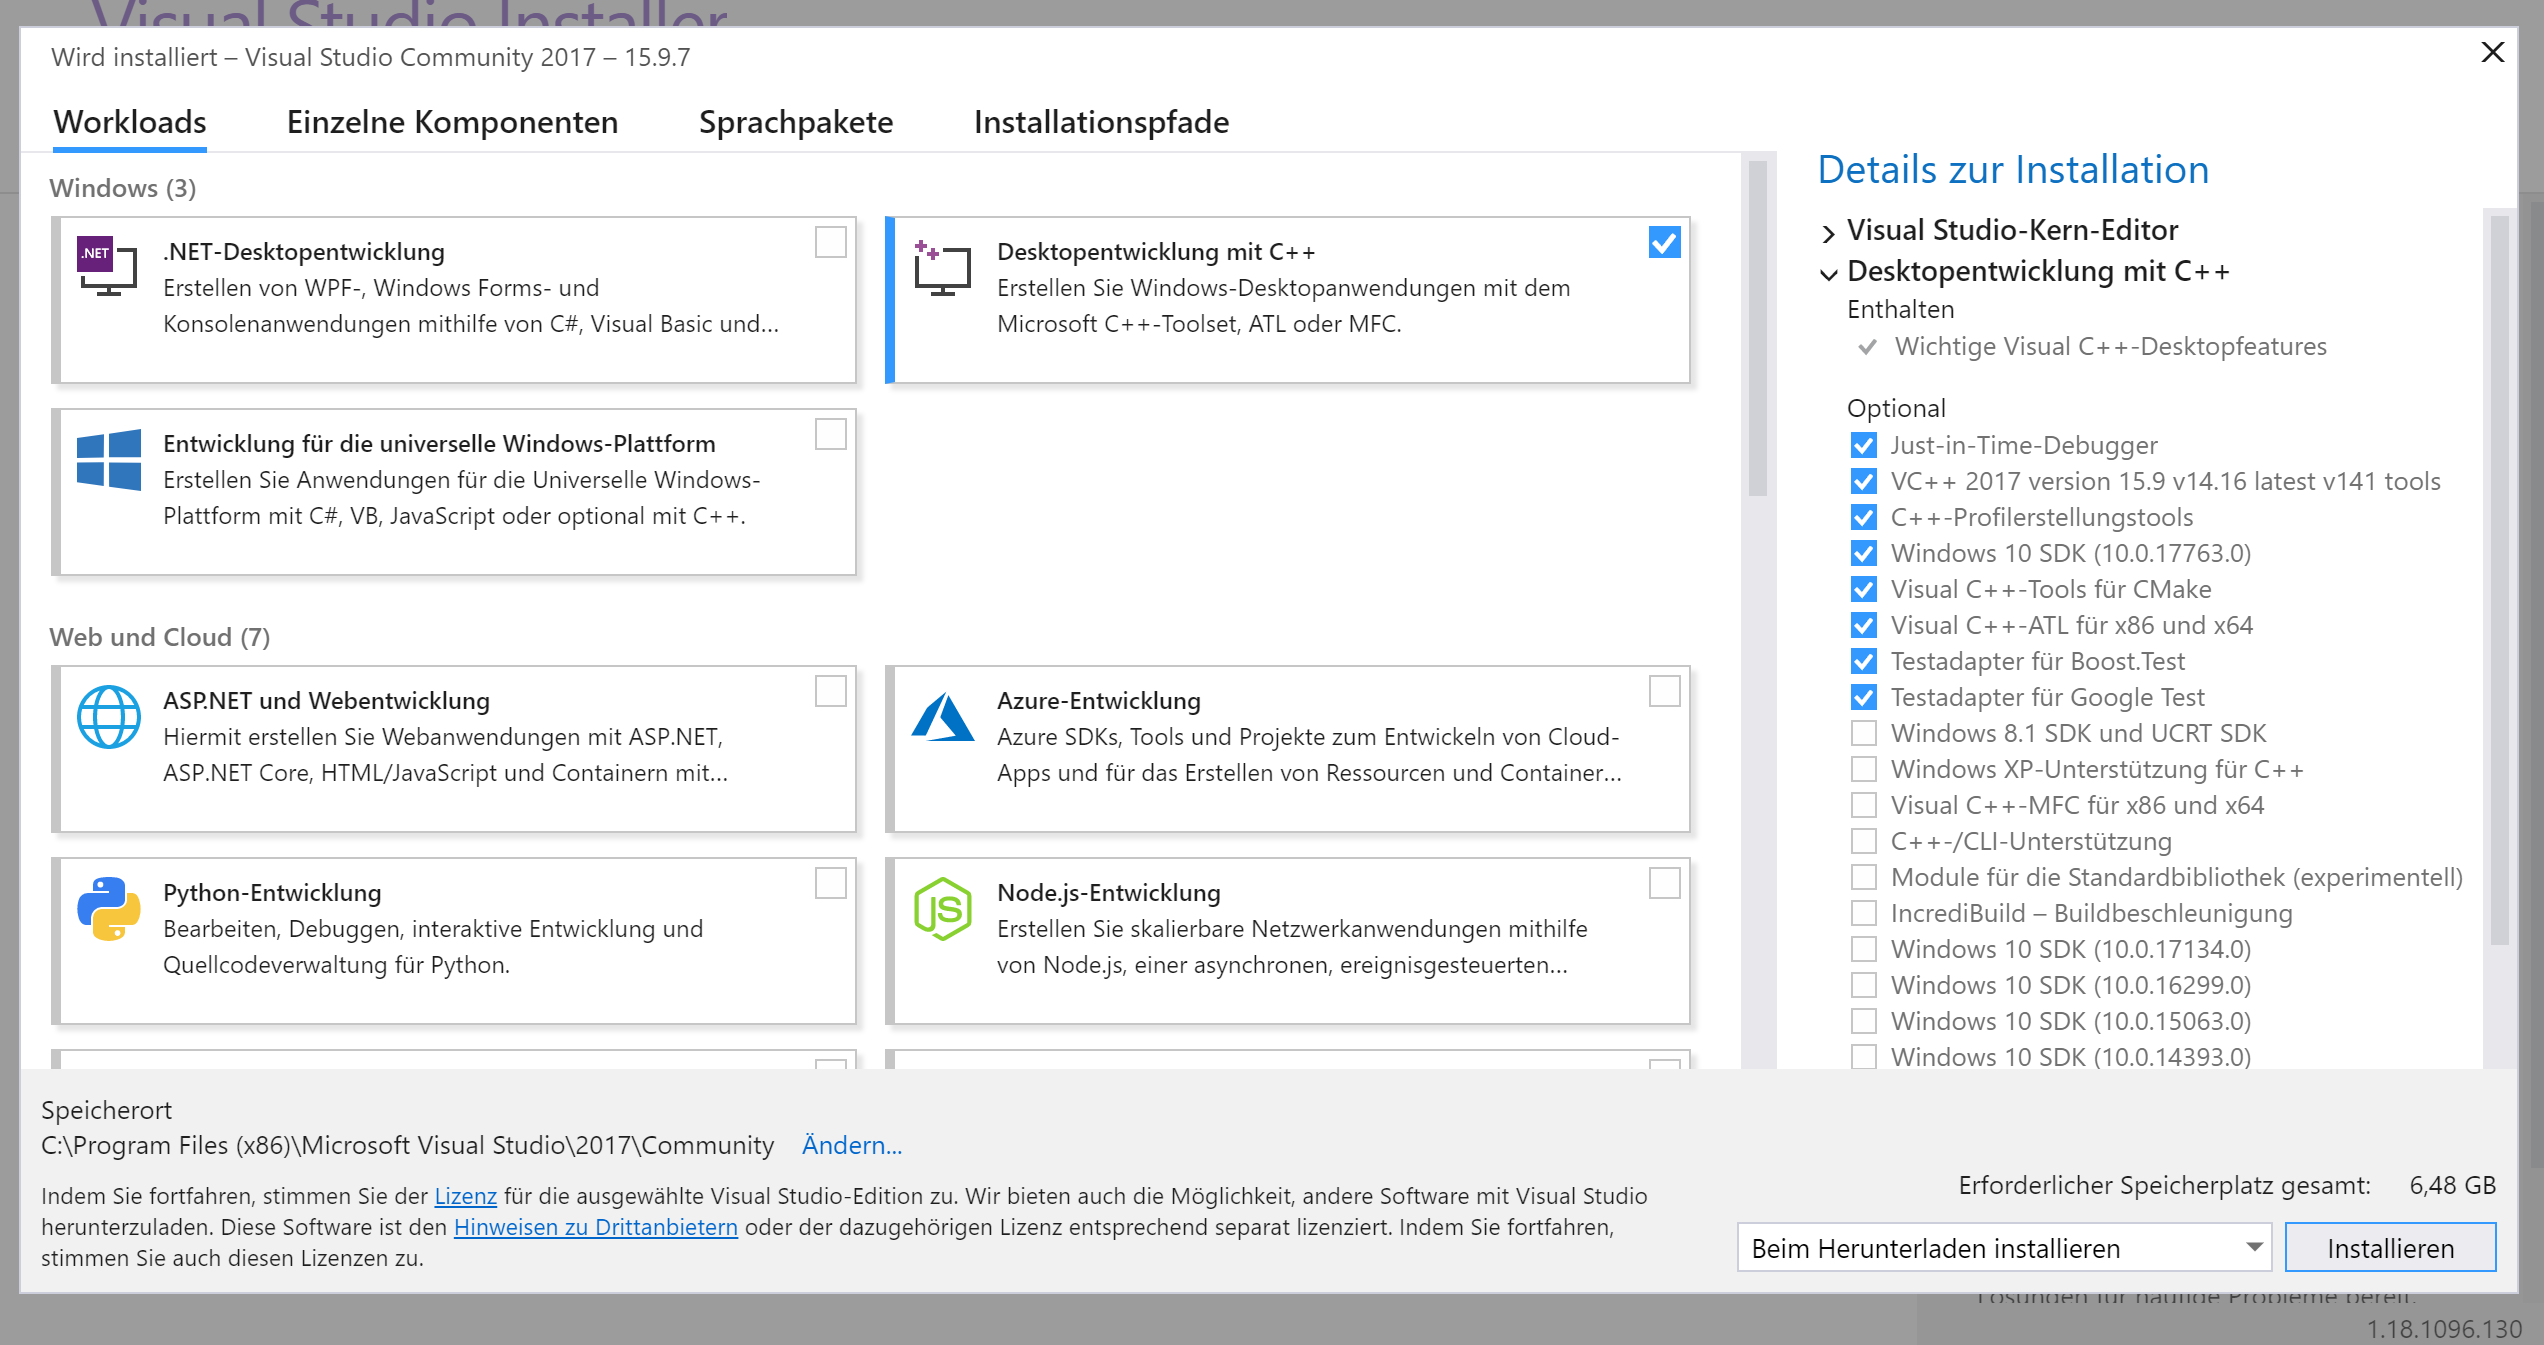 Visual Studio Installer
Wird installiert – Visual Studio Community 2017 – 15.9.7
Workloads
Einzelne Komponenten
Sprachpakete
Installationspfade
Windows (3)
.NET
.NET-Desktopentwicklung
Erstellen von WPF-, Windows Forms- und
Konsolenanwendungen mithilfe von C#, Visual Basic und...
Desktopentwicklung mit C++
Erstellen Sie Windows-Desktopanwendungen mit dem
Microsoft C++-Toolset, ATL oder MFC.
Entwicklung für die universelle Windows-Plattform
Erstellen Sie Anwendungen für die Universelle Windows-
Plattform mit C#, VB, JavaScript oder optional mit C++.
Web und Cloud (7)
ASP.NET und Webentwicklung
Hiermit erstellen Sie Webanwendungen mit ASP.NET,
ASP.NET Core, HTML/JavaScript und Containern mit...
Azure-Entwicklung
Azure SDKs, Tools und Projekte zum Entwickeln von Cloud-
Apps und für das Erstellen von Ressourcen und Container...
Python-Entwicklung
Bearbeiten, Debuggen, interaktive Entwicklung und
Quellcodeverwaltung für Python.
JS
Node.js-Entwicklung
Erstellen Sie skalierbare Netzwerkanwendungen mithilfe
von Node.js, einer asynchronen, ereignisgesteuerten...
Details zur Installation
Visual Studio-Kern-Editor
Desktopentwicklung mit C++
Enthalten
Wichtige Visual C++-Desktopfeatures
Optional
Just-in-Time-Debugger
VC++ 2017 version 15.9 v14.16 latest v141 tools
C++-Profilerstellungstools
Windows 10 SDK (10.0.17763.0)
Visual C++-Tools für CMake
Visual C++-ATL für x86 und x64
Testadapter für Boost.Test
Testadapter für Google Test
Windows 8.1 SDK und UCRT SDK
Windows XP-Unterstützung für C++
Visual C++-MFC für x86 und x64
C++-/CLI-Unterstützung
Module für die Standardbibliothek (experimentell)
IncrediBuild – Buildbeschleunigung
Windows 10 SDK (10.0.17134.0)
Windows 10 SDK (10.0.16299.0)
Windows 10 SDK (10.0.15063.0)
Windows 10 SDK (10.0.14393.0)
Speicherort
C:\Program Files (x86)\Microsoft Visual Studio\2017\Community Ändern...
Indem Sie fortfahren, stimmen Sie der Lizenz für die ausgewählte Visual Studio-Edition zu. Wir bieten auch die Möglichkeit, andere Software mit Visual Studio
herunterzuladen. Diese Software ist den Hinweisen zu Drittanbietern oder der dazugehörigen Lizenz entsprechend separat lizenziert. Indem Sie fortfahren,
stimmen Sie auch diesen Lizenzen zu.
Erforderlicher Speicherplatz gesamt: 6,48 GB
Beim Herunterladen installieren
Installieren
Lösungen für häufige Probleme bereit.
1.18.1096.130